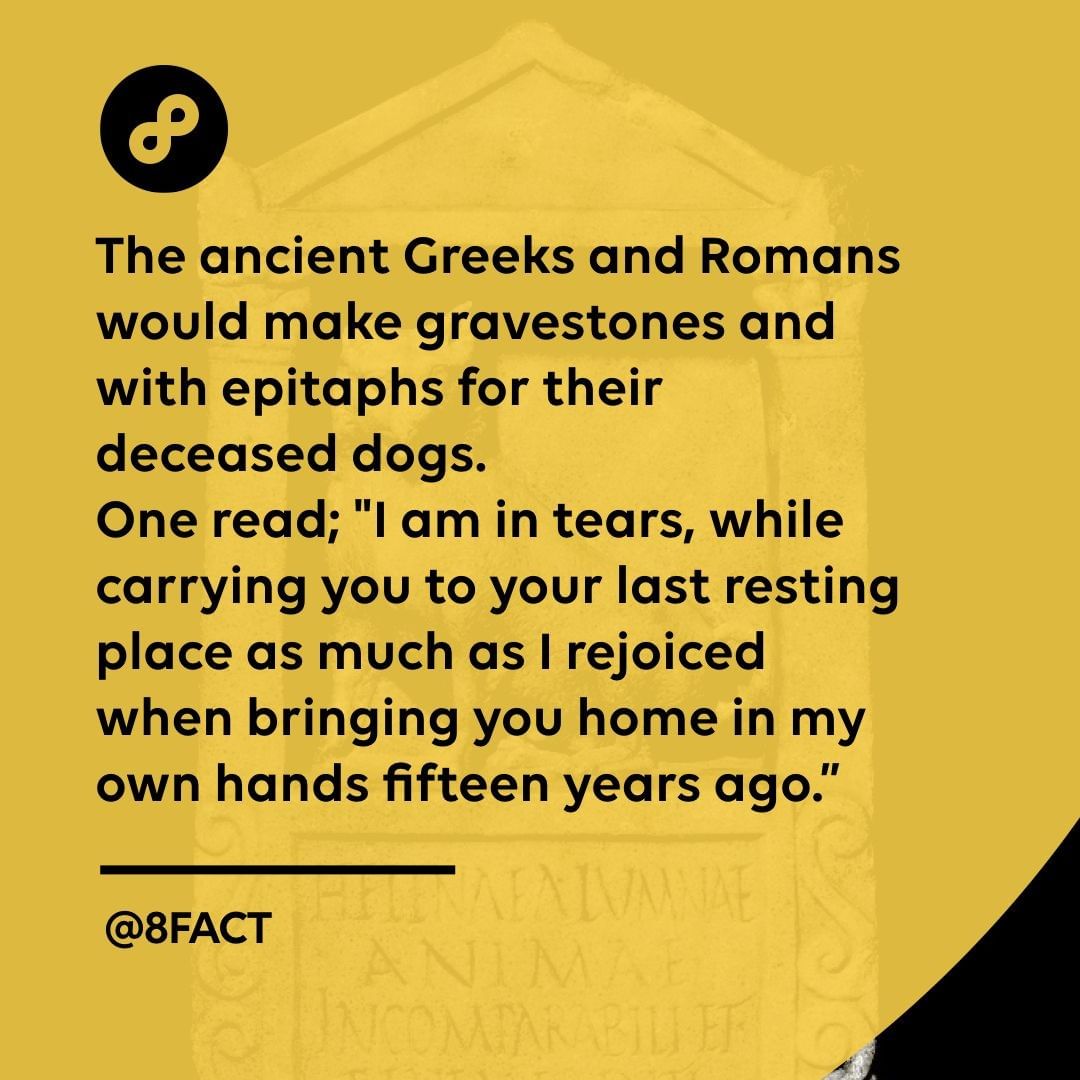 The ancient Greeks and Romans
would make gravestones and
with epitaphs for their
deceased dogs.
One read; "I am in tears, while
carrying you to your last resting
place as much as I rejoiced
when bringing you home in my
own hands fifteen years ago.”
@8FACT
HELENAE ALVMNAE
ANIMAE
INCOMPARABILI ET